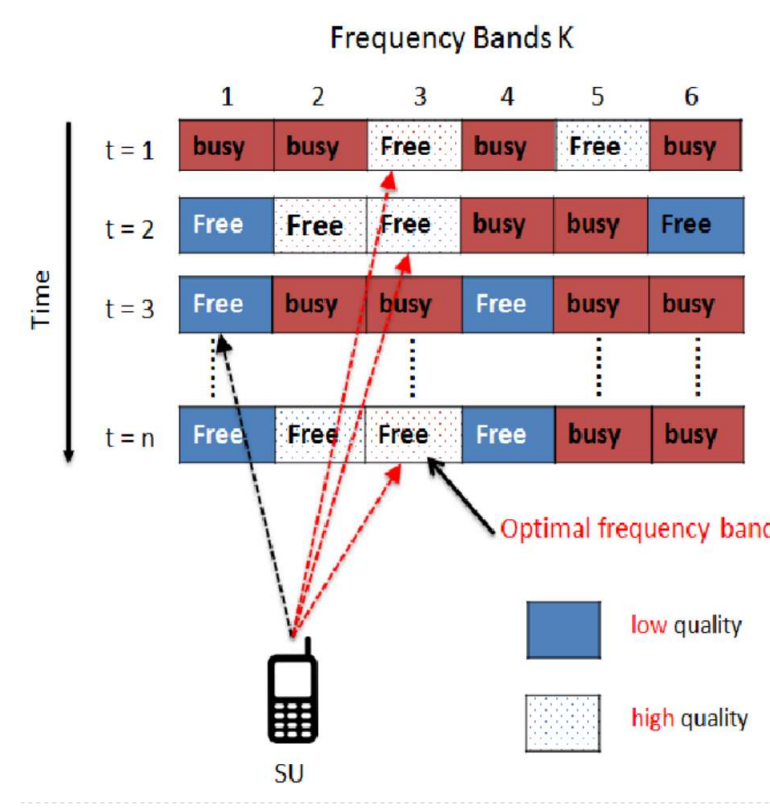 Frequency Bands K
1 2 3 4 5 6
t = 1 busy busy Free busy Free busy
t = 2 Free Free Free busy busy Free
Time
t = 3 Free busy busy Free busy busy
t = n Free Free Free Free busy busy
Optimal frequency band
low quality
high quality
SU